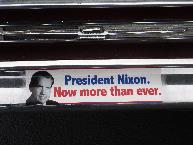 President Nixon.
Now more than ever.